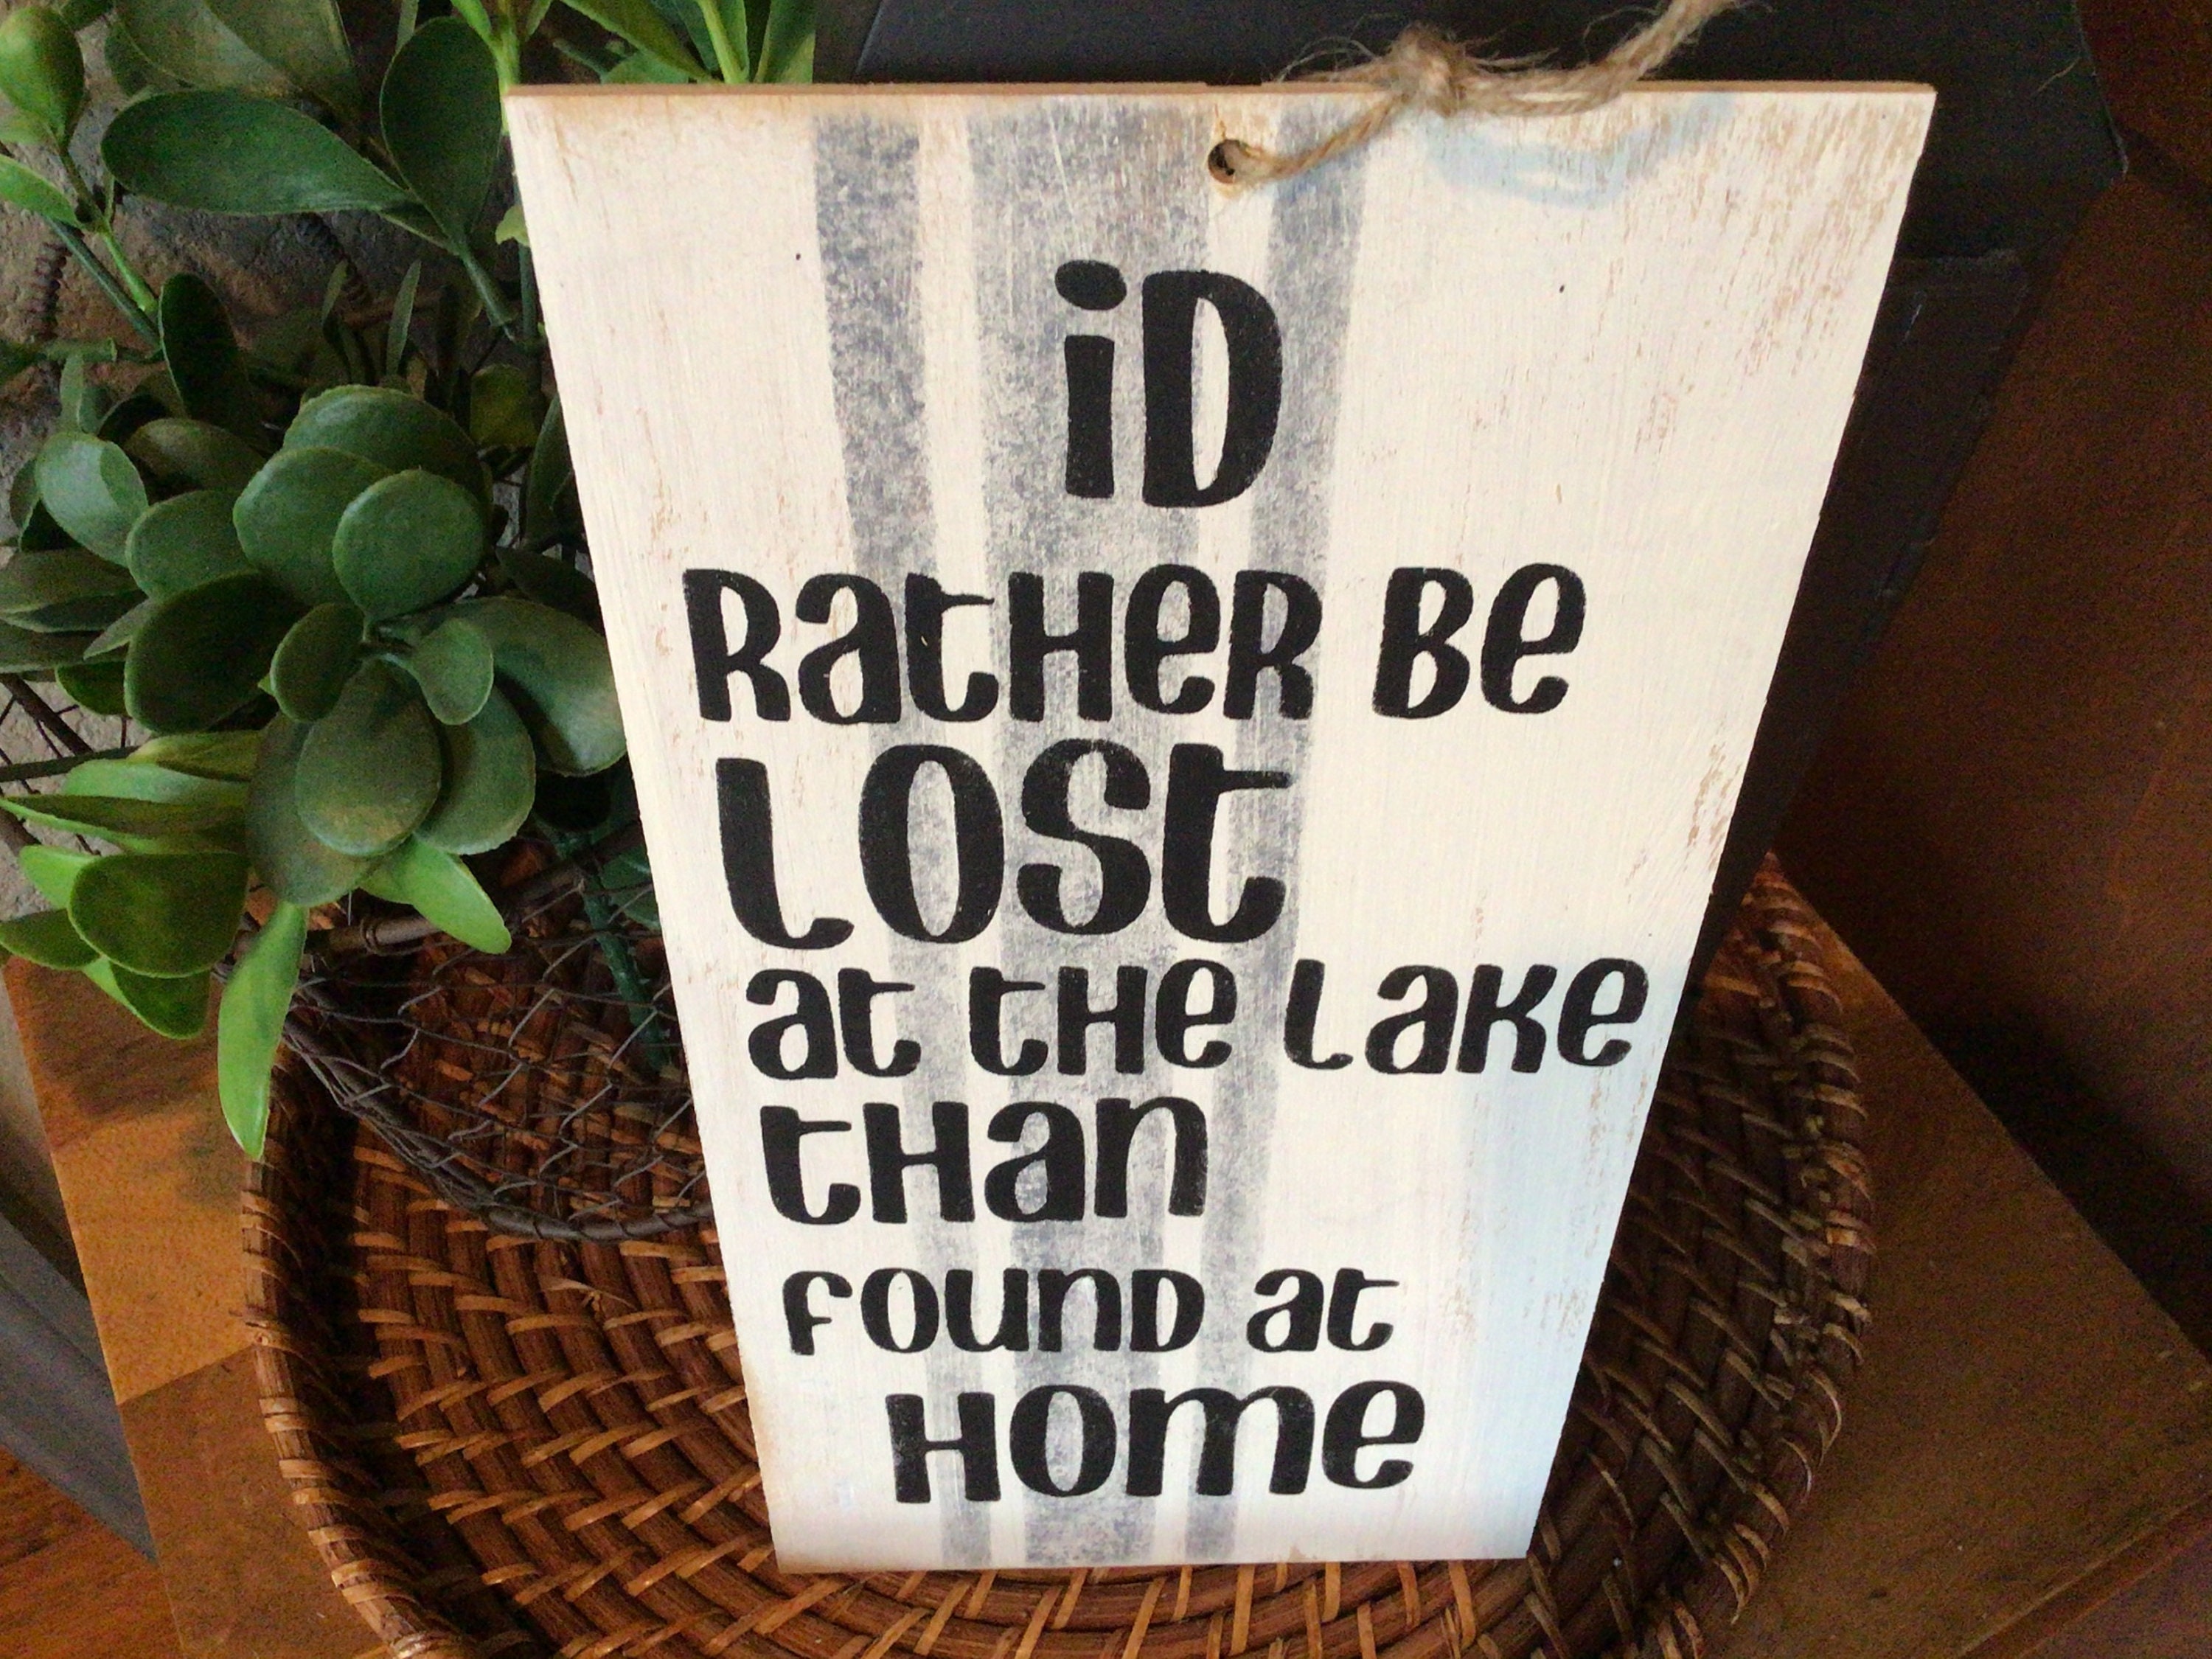 iD
RatHeR Be
LOSt
at tHe Lake
tHan
FOunD at
HOme